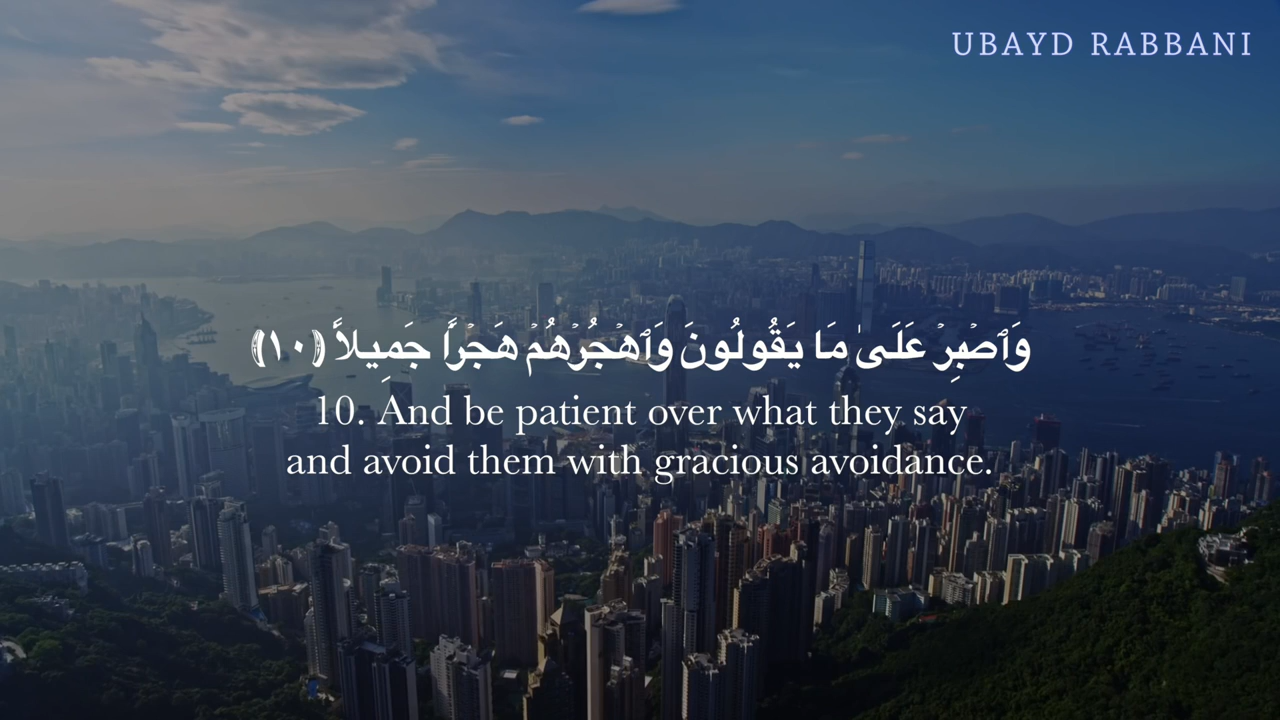 UBAYD RABBANI
وَٱصْبِرْ عَلَىٰ مَا يَقُولُونَ وَٱهْجُرْهُمْ هَجْرًا جَمِيلاً ﴿١٠﴾
10. And be patient over what they say
and avoid them with gracious avoidance.